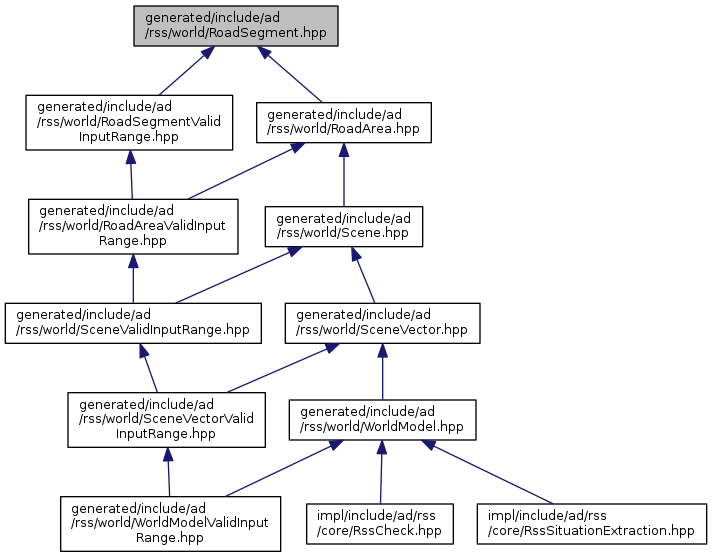 generated/include/ad
/rss/world/RoadSegment.hpp
generated/include/ad
/rss/world/RoadSegmentValid
InputRange.hpp
generated/include/ad
/rss/world/RoadArea.hpp
generated/include/ad
/rss/world/RoadAreaValidInput
Range.hpp
generated/include/ad
/rss/world/Scene.hpp
generated/include/ad
/rss/world/SceneValidInputRange.hpp
generated/include/ad
/rss/world/SceneVector.hpp
generated/include/ad
/rss/world/SceneVectorValid
InputRange.hpp
generated/include/ad
/rss/world/WorldModel.hpp
generated/include/ad
/rss/world/WorldModelValidInput
Range.hpp
impl/include/ad/rss
/core/RssCheck.hpp
impl/include/ad/rss
/core/RssSituationExtraction.hpp